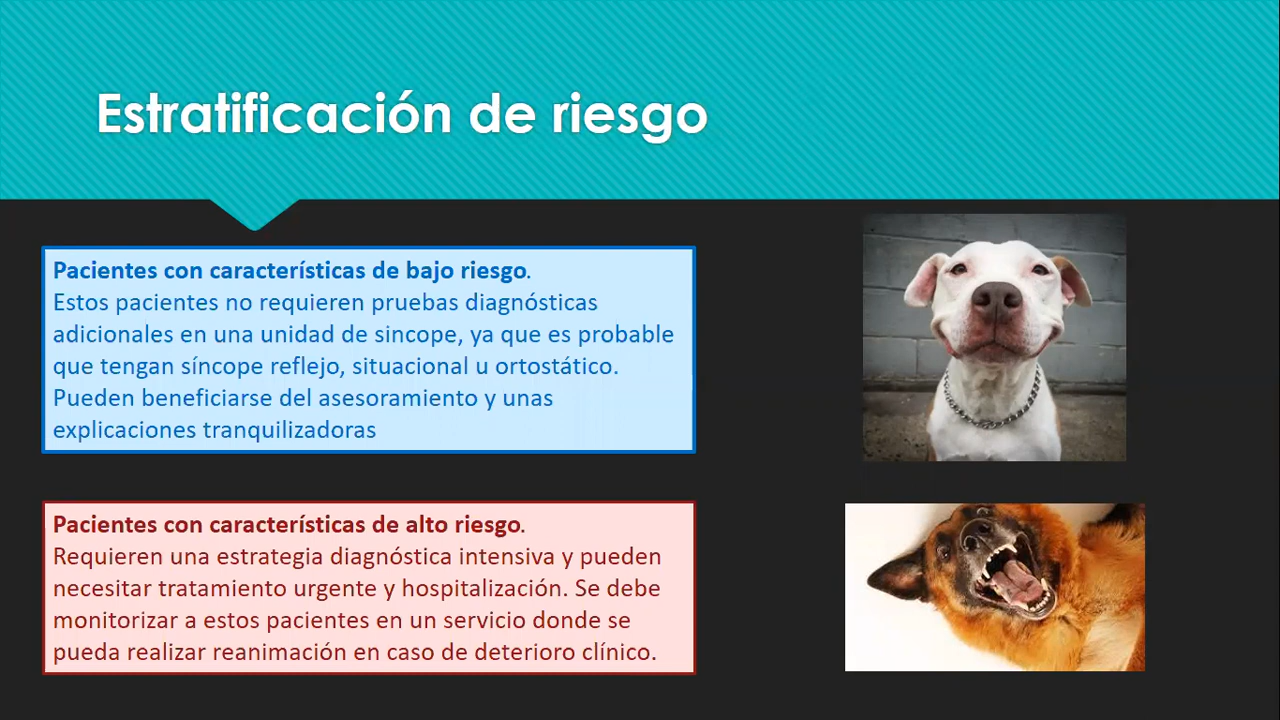 Estratificación de riesgo
Pacientes con características de bajo riesgo.
Estos pacientes no requieren pruebas diagnósticas
adicionales en una unidad de sincope, ya que es probable
que tengan síncope reflejo, situacional u ortostático.
Pueden beneficiarse del asesoramiento y unas
explicaciones tranquilizadoras
Pacientes con características de alto riesgo.
Requieren una estrategia diagnóstica intensiva y pueden
necesitar tratamiento urgente y hospitalización. Se debe
monitorizar a estos pacientes en un servicio donde se
pueda realizar reanimación en caso de deterioro clínico.